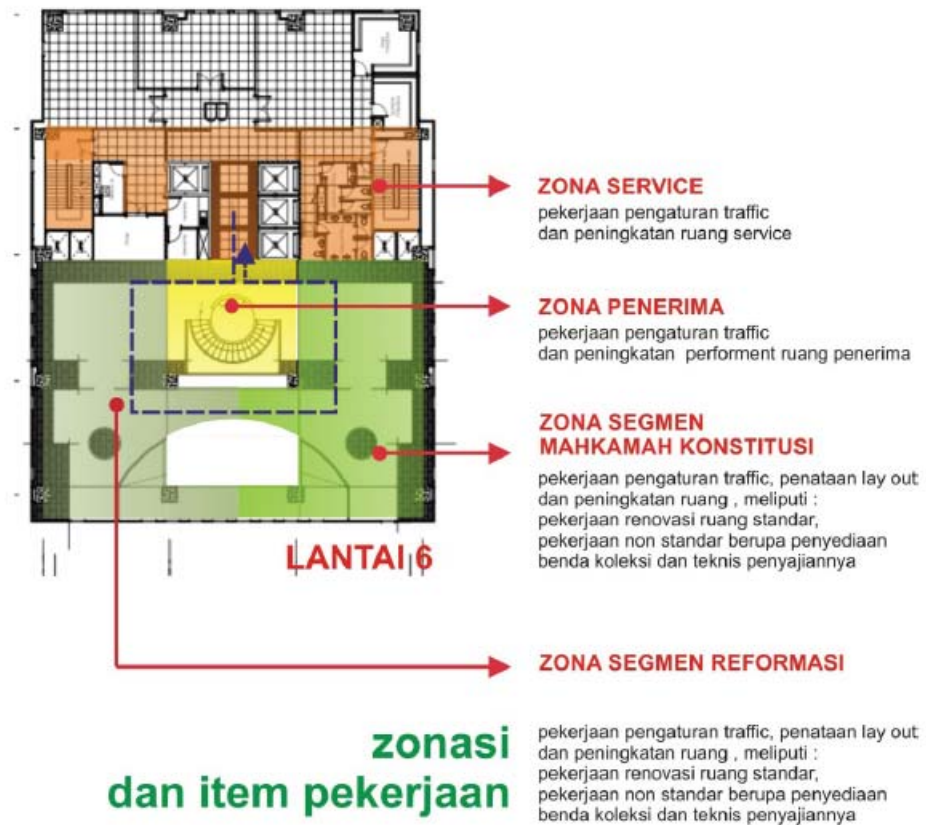 ZONA SERVICE
pekerjaan pengaturan traffic
dan peningkatan ruang service
ZONA PENERIMA
pekerjaan pengaturan traffic
dan peningkatan performent ruang penerima
ZONA SEGMEN
MAHKAMAH KONSTITUSI
pekerjaan pengaturan traffic, penataan lay out
dan peningkatan ruang , meliputi :
pekerjaan renovasi ruang standar,
pekerjaan non standar berupa penyediaan
benda koleksi dan teknis penyajiannya
LANTAI 6
ZONA SEGMEN REFORMASI
pekerjaan pengaturan traffic, penataan lay out
dan peningkatan ruang , meliputi :
pekerjaan renovasi ruang standar,
pekerjaan non standar berupa penyediaan
benda koleksi dan teknis penyajiannya
zonasi
dan item pekerjaan